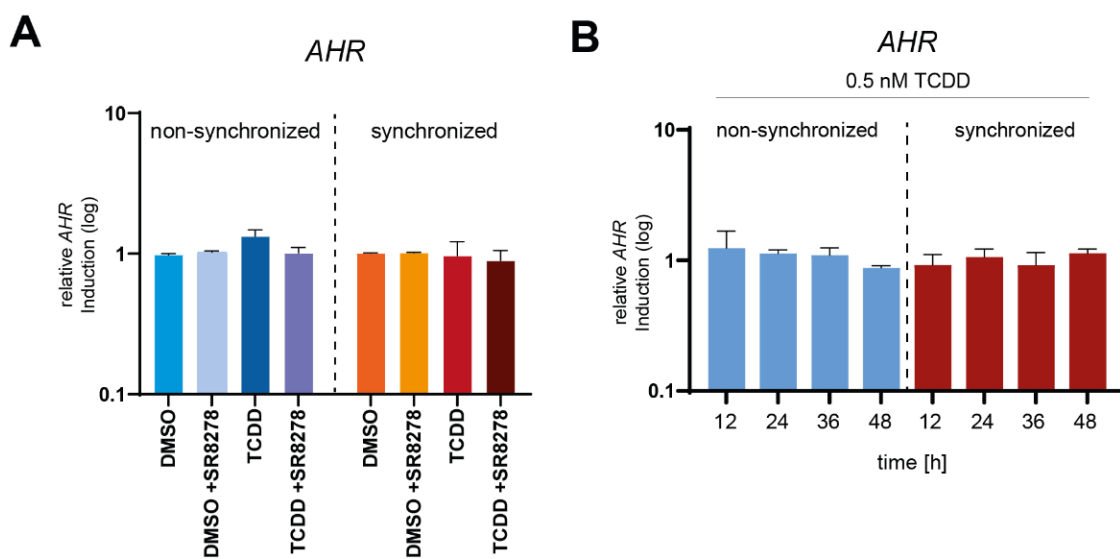 A
AHR
10
non-synchronized
synchronized
relative AHR
Induction (log)
1
0.1
DMSO
DMSO +SR8278
TCDD
TCDD +SR8278
DMSO
DMSO +SR8278
TCDD
TCDD +SR8278
B
AHR
0.5 nM TCDD
10
non-synchronized
synchronized
relative AHR
Induction (log)
1
0.1
12 24 36 48 12 24 36 48
time [h]